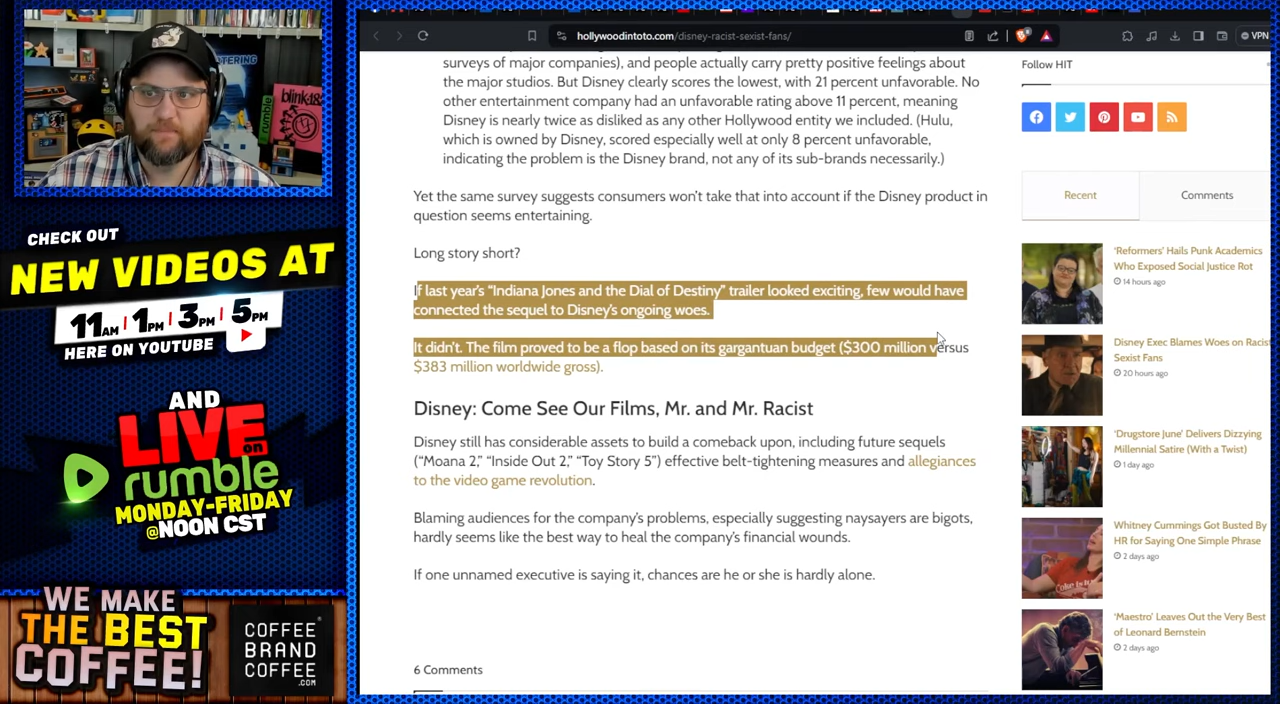 blink-182
rumble
CHECK OUT
NEW VIDEOS AT
11AM | 1PM | 3PM | 5PM
HERE ON YOUTUBE
AND
LIVE on
rumble
MONDAY-FRIDAY
@NOON CST
WE MAKE
THE BEST
COFFEE!
COFFEE
BRAND
COFFEE
.COM
hollywoodintoto.com/disney-racist-sexist-fans/
VPN
surveys of major companies), and people actually carry pretty positive feelings about
the major studios. But Disney clearly scores the lowest, with 21 percent unfavorable. No
other entertainment company had an unfavorable rating above 11 percent, meaning
Disney is nearly twice as disliked as any other Hollywood entity we included. (Hulu,
which is owned by Disney, scored especially well at only 8 percent unfavorable,
indicating the problem is the Disney brand, not any of its sub-brands necessarily.)
Yet the same survey suggests consumers won't take that into account if the Disney product in
question seems entertaining.
Long story short?
If last year's "Indiana Jones and the Dial of Destiny" trailer looked exciting, few would have
connected the sequel to Disney's ongoing woes.
It didn't. The film proved to be a flop based on its gargantuan budget ($300 million versus
$383 million worldwide gross).
Disney: Come See Our Films, Mr. and Mr. Racist
Disney still has considerable assets to build a comeback upon, including future sequels
("Moana 2," "Inside Out 2," "Toy Story 5") effective belt-tightening measures and allegiances
to the video game revolution.
Blaming audiences for the company's problems, especially suggesting naysayers are bigots,
hardly seems like the best way to heal the company's financial wounds.
If one unnamed executive is saying it, chances are he or she is hardly alone.
6 Comments
Follow HIT
Recent
Comments
'Reformers' Hails Punk Academics
Who Exposed Social Justice Rot
14 hours ago
Disney Exec Blames Woes on Racis
Sexist Fans
20 hours ago
'Drugstore June' Delivers Dizzying
Millennial Satire (With a Twist)
1 day ago
Whitney Cummings Got Busted By
HR for Saying One Simple Phrase
2 days ago
'Maestro' Leaves Out the Very Best
of Leonard Bernstein
2 days ago